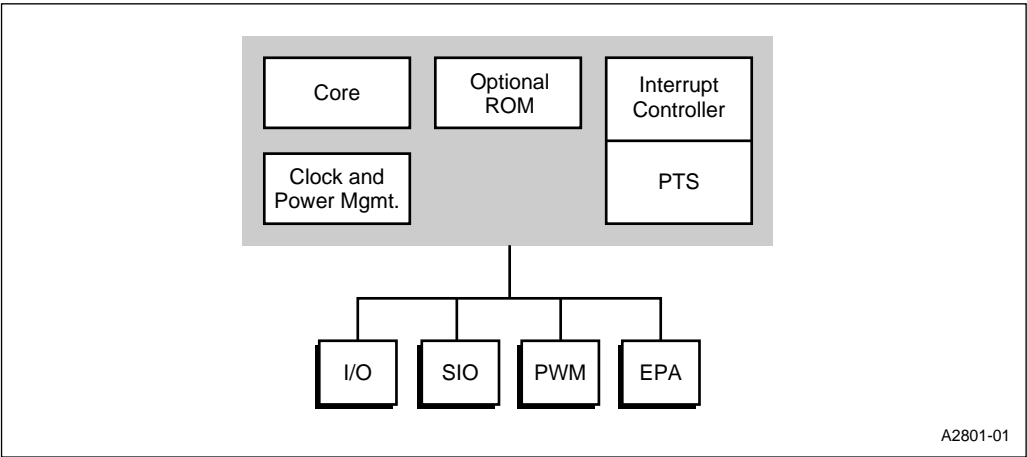 Core
Optional
ROM
Interrupt
Controller
Clock and
Power Mgmt.
PTS
I/O
SIO
PWM
EPA
A2801-01